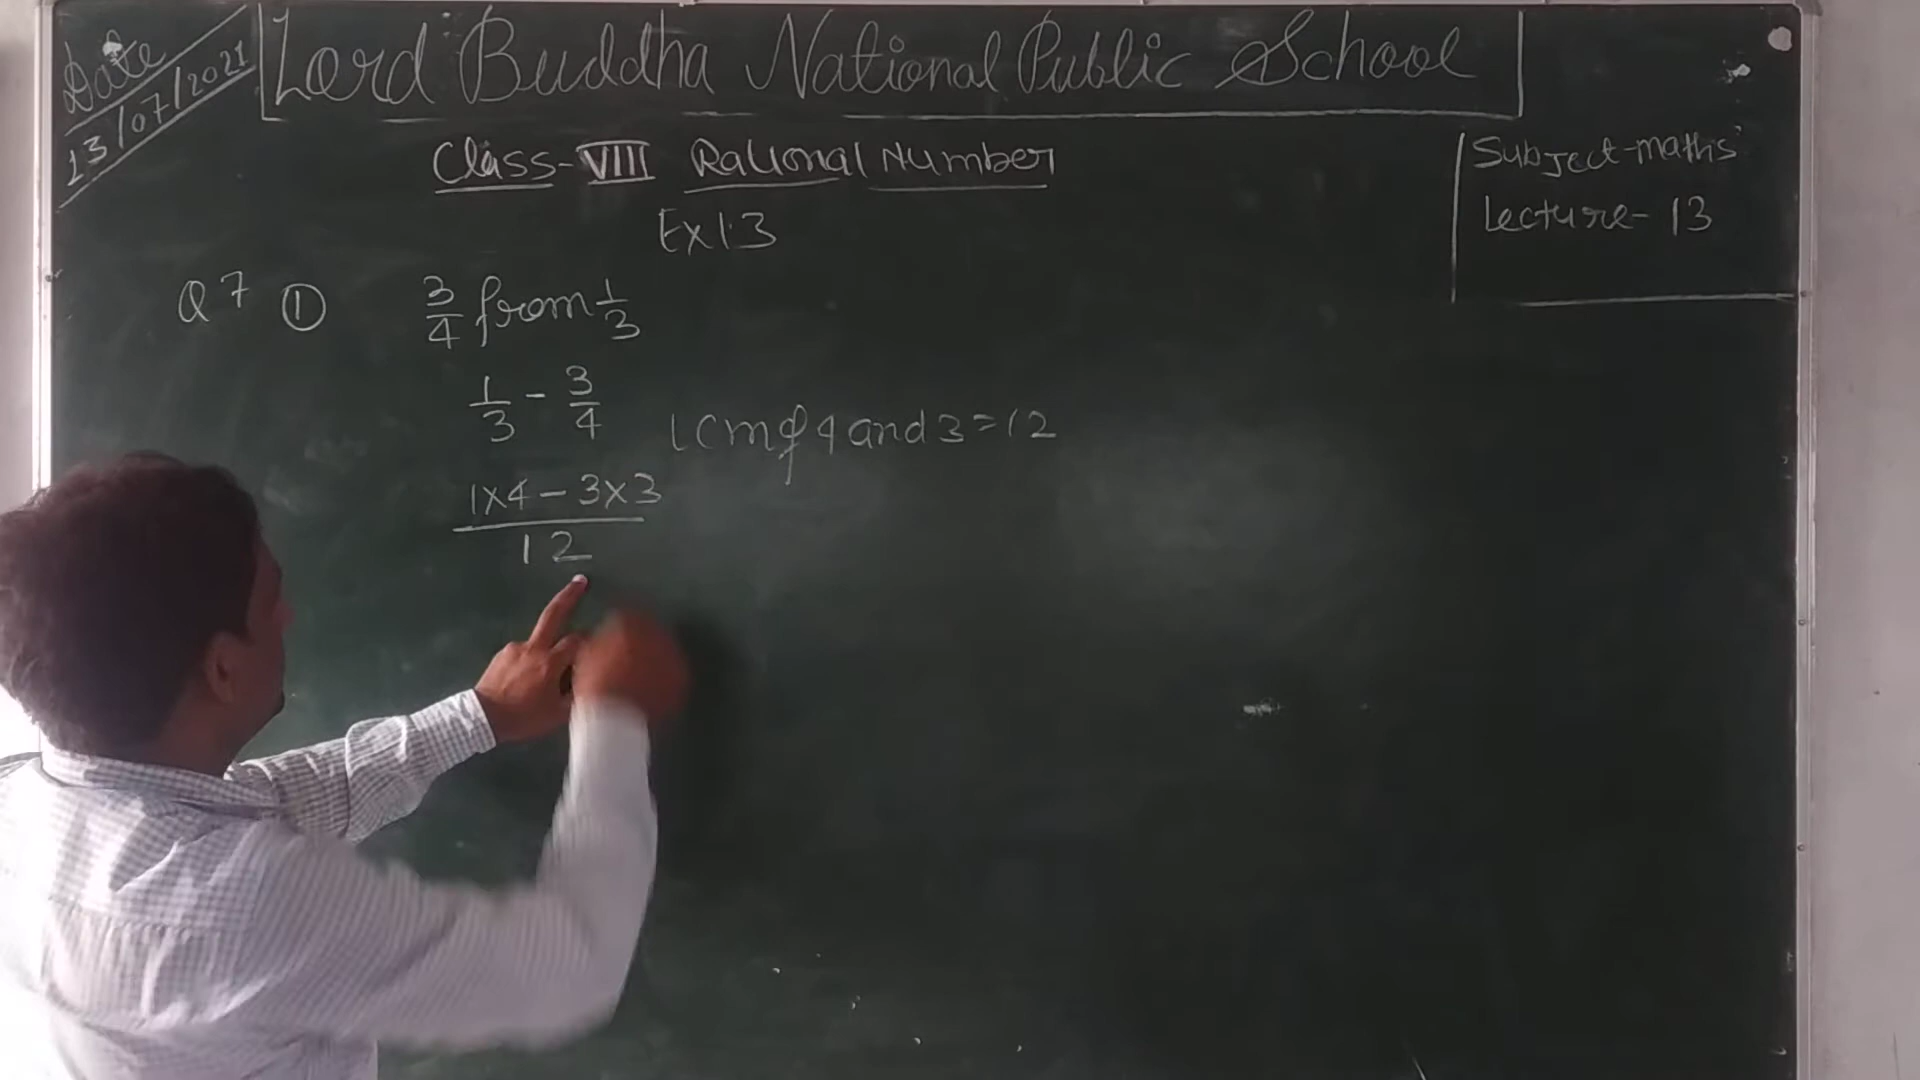 Date
13/07/2021
Lord Buddha National Public School
Class-VIII Rational Number
Subject-maths
Lecture-13
Ex 1.3
Q7 ① 3/4 from 1/3
1/3 - 3/4
LCM of 4 and 3 = 12
1×4-3×3
12